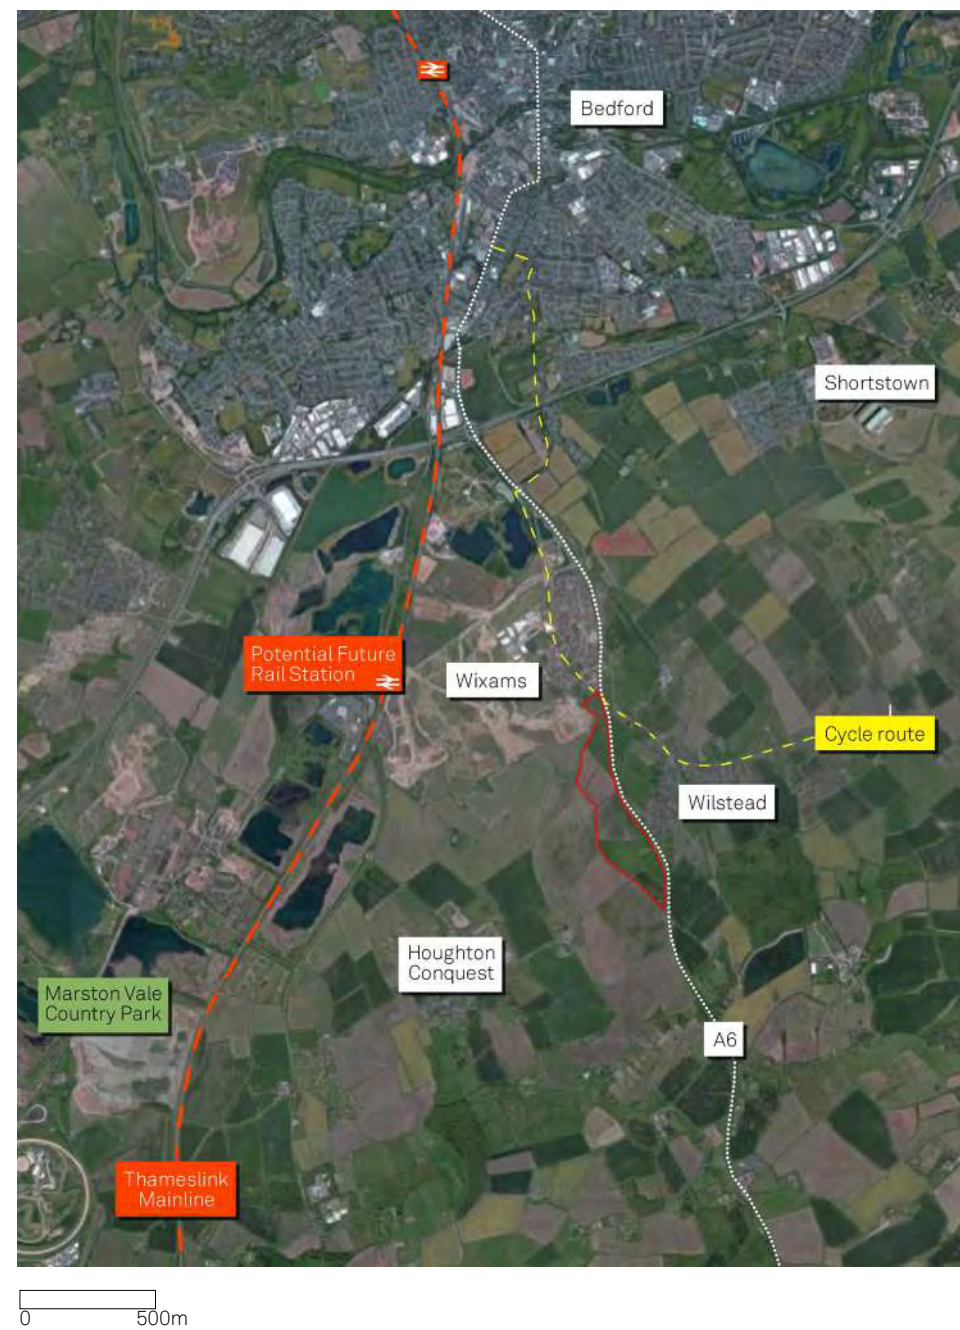 Bedford
Shortstown
Potential Future
Rail Station
Wixams
Cycle route
Wilstead
Houghton
Conquest
Marston Vale
Country Park
A6
Thameslink
Mainline
0
500m